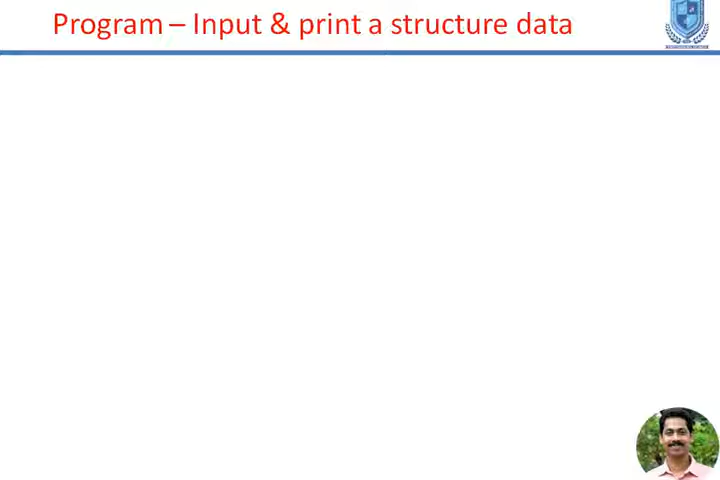 Program – Input & print a structure data